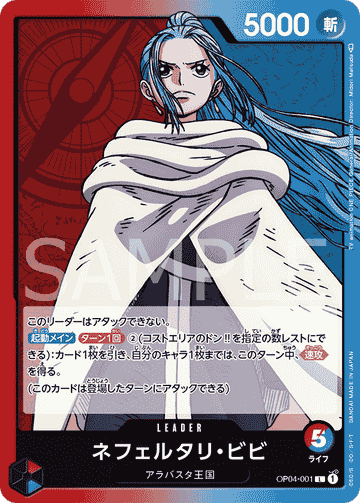 5000 斬
SAMPLE
このリーダーはアタックできない。
起動メイン ターン1回 ②(コストエリアのドン!!を指定の数レストにで
きる):カード1枚を引き、自分のキャラ1枚までは、このターン中、速攻
を得る。
(このカードは登場したターンにアタックできる)
LEADER
ネフェルタリ・ビビ
アラバスタ王国
5
ライフ
OP04-001 L 1